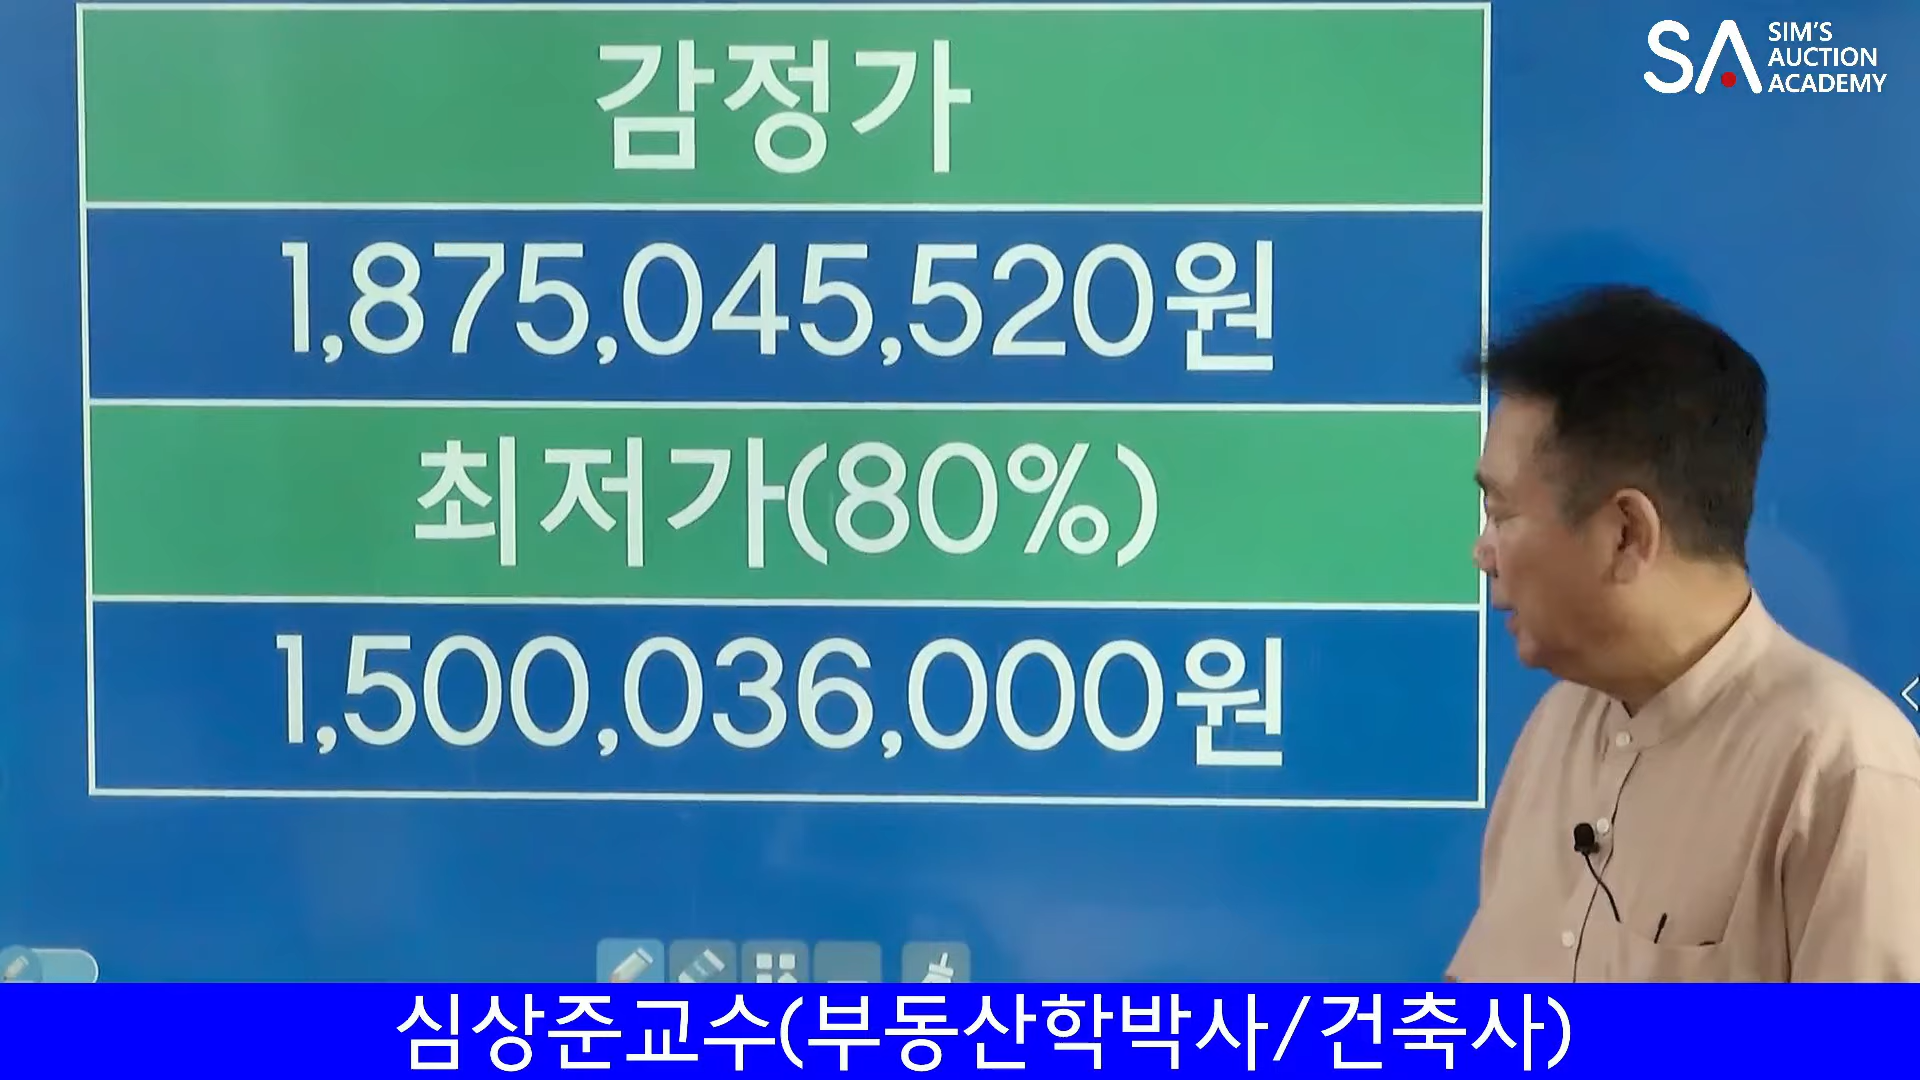 감정가
1,875,045,520원
최저가(80%)
1,500,036,000원
SA SIM'S
AUCTION
ACADEMY
심상준교수(부동산학박사/건축사)